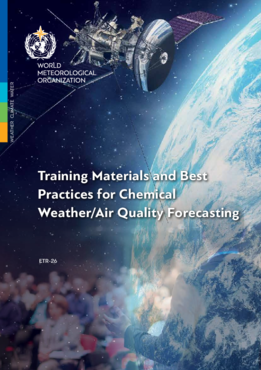 WORLD
METEOROLOGICAL
ORGANIZATION
WEATHER CLIMATE WATER
Training Materials and Best
Practices for Chemical
Weather/Air Quality Forecasting
ETR-26